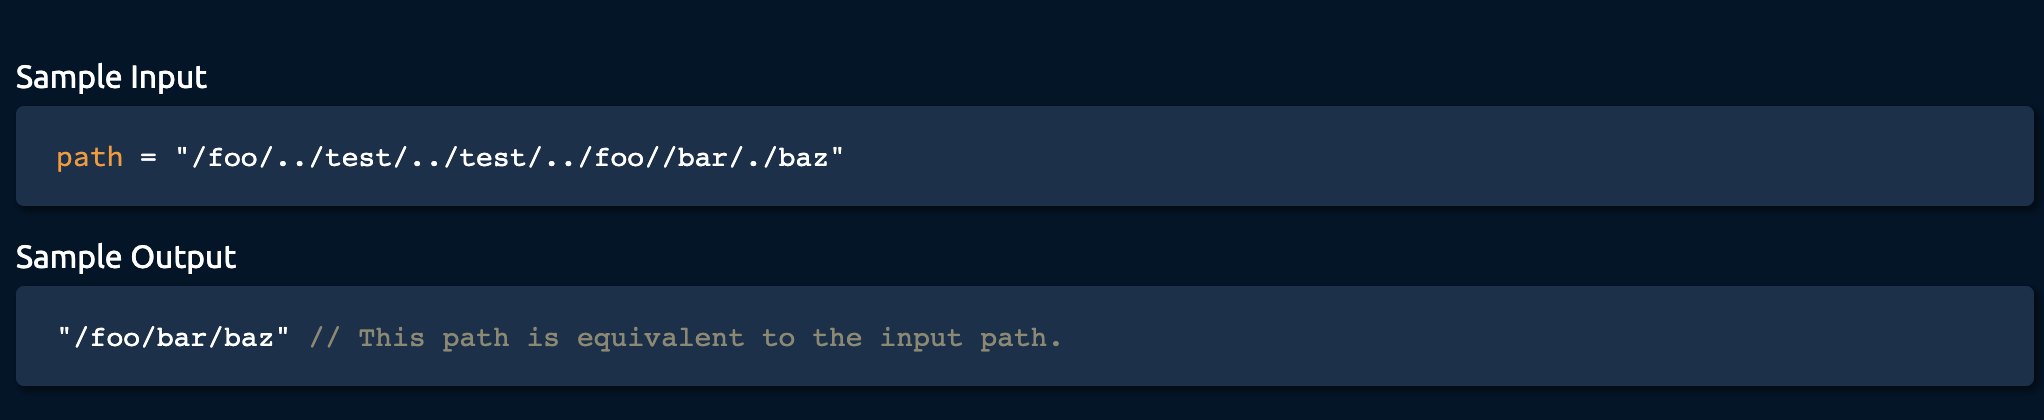 Sample Input
path = "/foo/../test/../test/../foo//bar/./baz"
Sample Output
"/foo/bar/baz" // This path is equivalent to the input path.